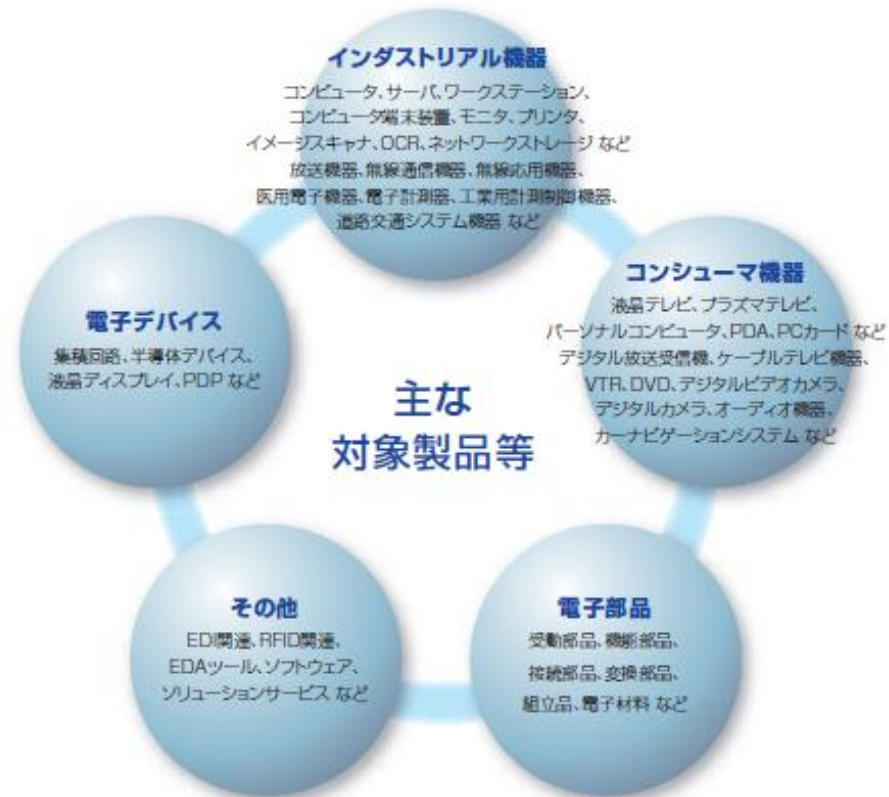 インダストリアル機器
コンピュータ、サーバ、ワークステーション、
コンピュータ端末装置、モニタ、プリンタ、
イメージスキャナ、OCR、ネットワークストレージ など
放送機器、無線通信機器、無線応用機器、
医用電子機器、電子計測器、工業用計測制御機器、
道路交通システム機器 など
コンシューマ機器
液晶テレビ、プラズマテレビ、
パーソナルコンピュータ、PDA、PCカード など
デジタル放送受信機、ケーブルテレビ機器、
VTR、DVD、デジタルビデオカメラ、
デジタルカメラ、オーディオ機器、
カーナビゲーションシステム など
電子デバイス
集積回路、半導体デバイス、
液晶ディスプレイ、PDP など
主な
対象製品等
その他
EDI関連、RFID関連、
EDAツール、ソフトウェア、
ソリューションサービス など
電子部品
受動部品、機能部品、
接続部品、変換部品、
組立品、電子材料 など